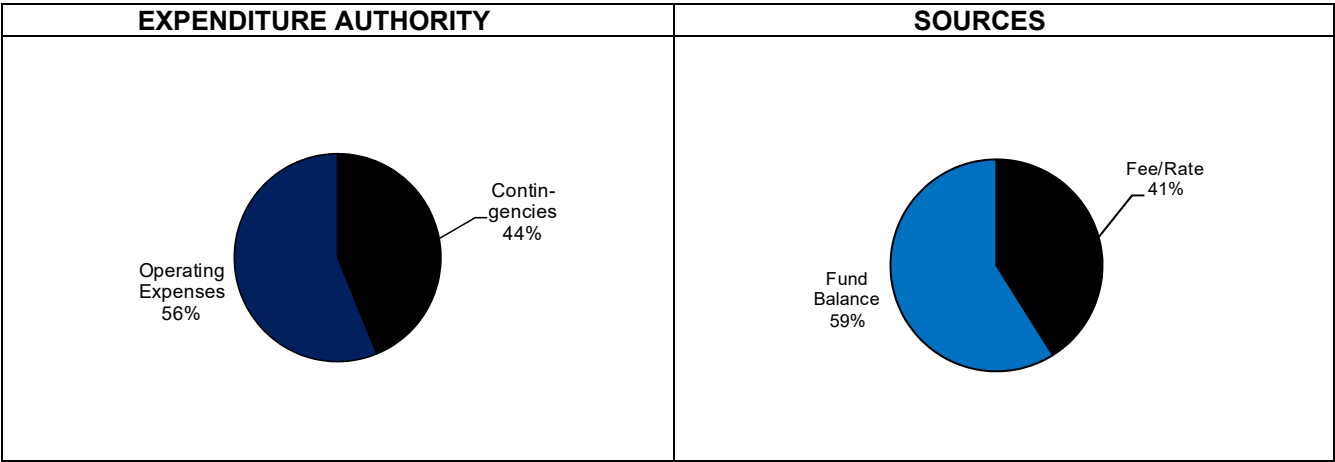 EXPENDITURE AUTHORITY
Contin-
gencies
44%
Operating
Expenses
56%
SOURCES
Fee/Rate
41%
Fund
Balance
59%